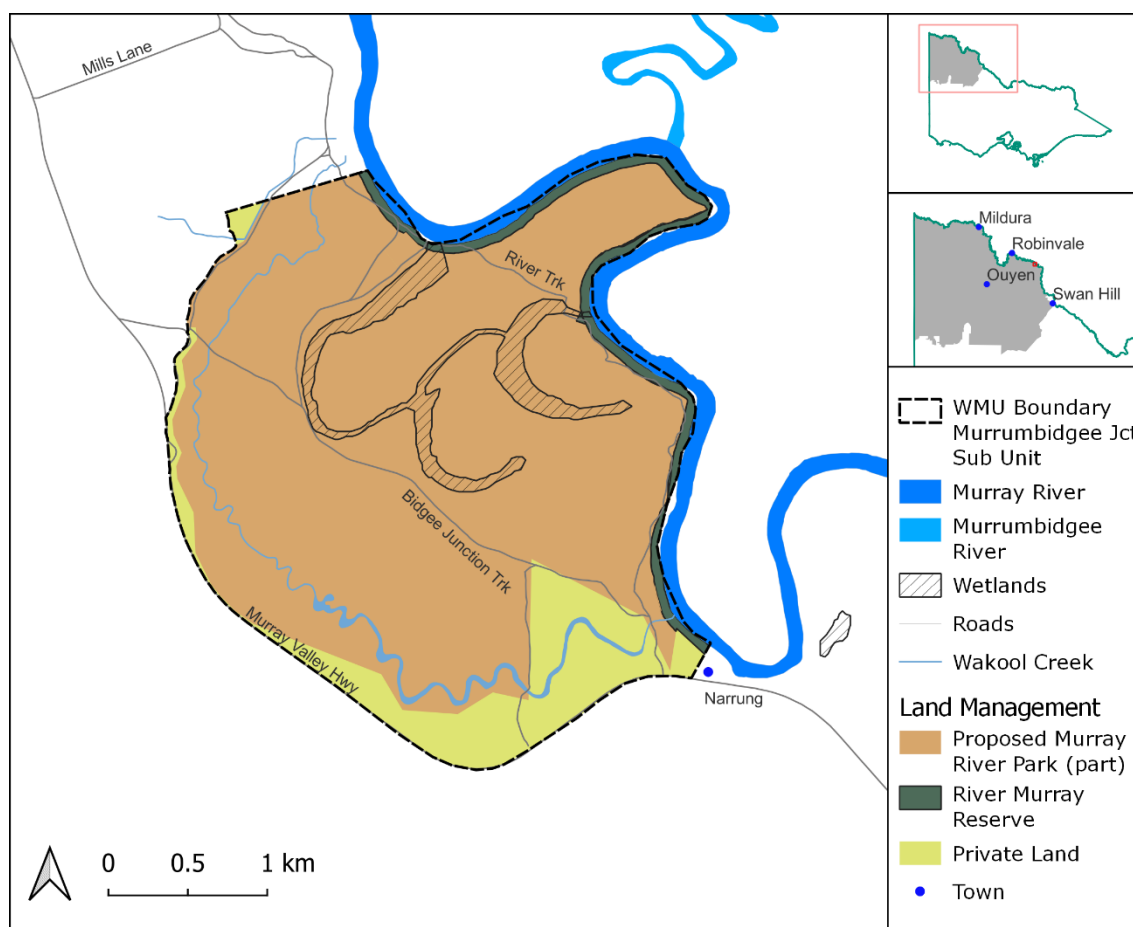 Mills Lane
River Trk
Bidgee Junction Trk
Murray Valley Hwy
Narrung
0 0.5 1 km
Mildura
Robinvale
Ouyen
Swan Hill
WMU Boundary
Murrumbidgee Jct
Sub Unit
Murray River
Murrumbidgee
River
Wetlands
Roads
Wakool Creek
Land Management
Proposed Murray
River Park (part)
River Murray
Reserve
Private Land
Town